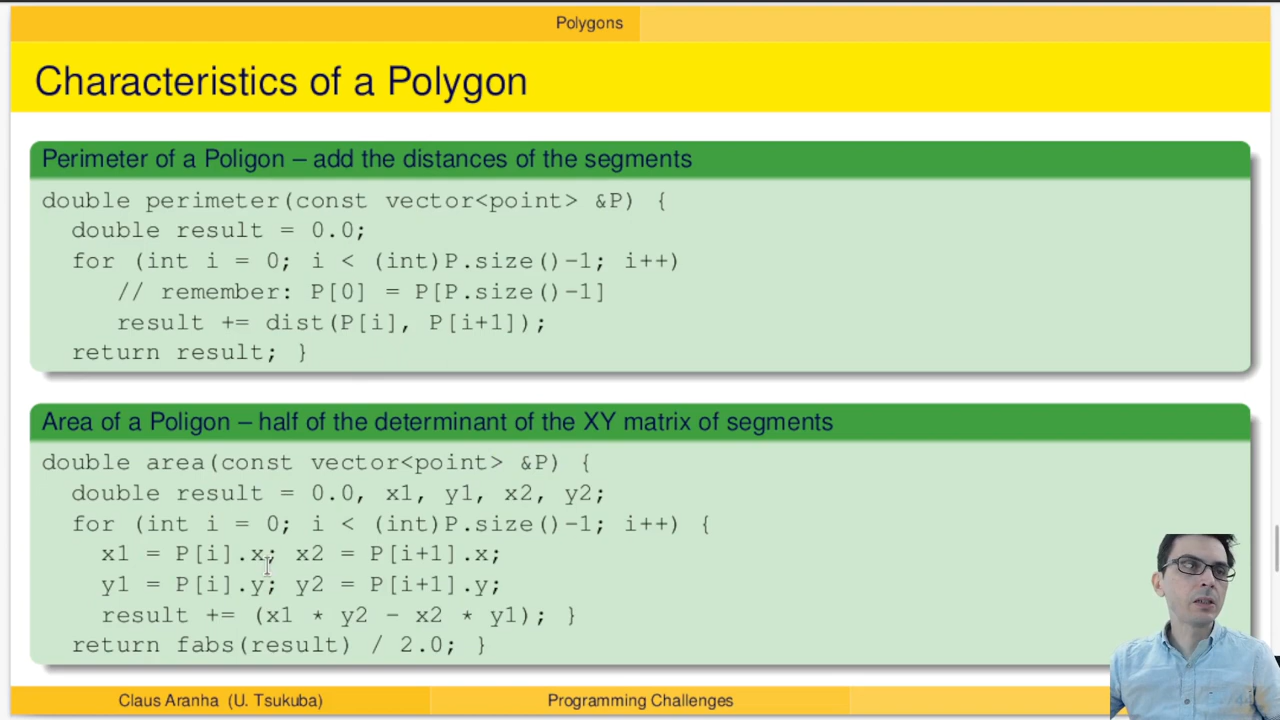 Polygons
Characteristics of a Polygon
Perimeter of a Poligon – add the distances of the segments
double perimeter(const vector<point> &P) {
double result = 0.0;
for (int i = 0; i < (int)P.size()-1; i++)
// remember: P[0] = P[P.size()-1]
result += dist(P[i], P[i+1]);
return result; }
Area of a Poligon – half of the determinant of the XY matrix of segments
double area(const vector<point> &P) {
double result = 0.0, x1, y1, x2, y2;
for (int i = 0; i < (int)P.size()-1; i++) {
x1 = P[i].x; x2 = P[i+1].x;
y1 = P[i].y; y2 = P[i+1].y;
result += (x1 * y2 - x2 * y1); }
return fabs(result) / 2.0; }
Claus Aranha (U. Tsukuba) Programming Challenges